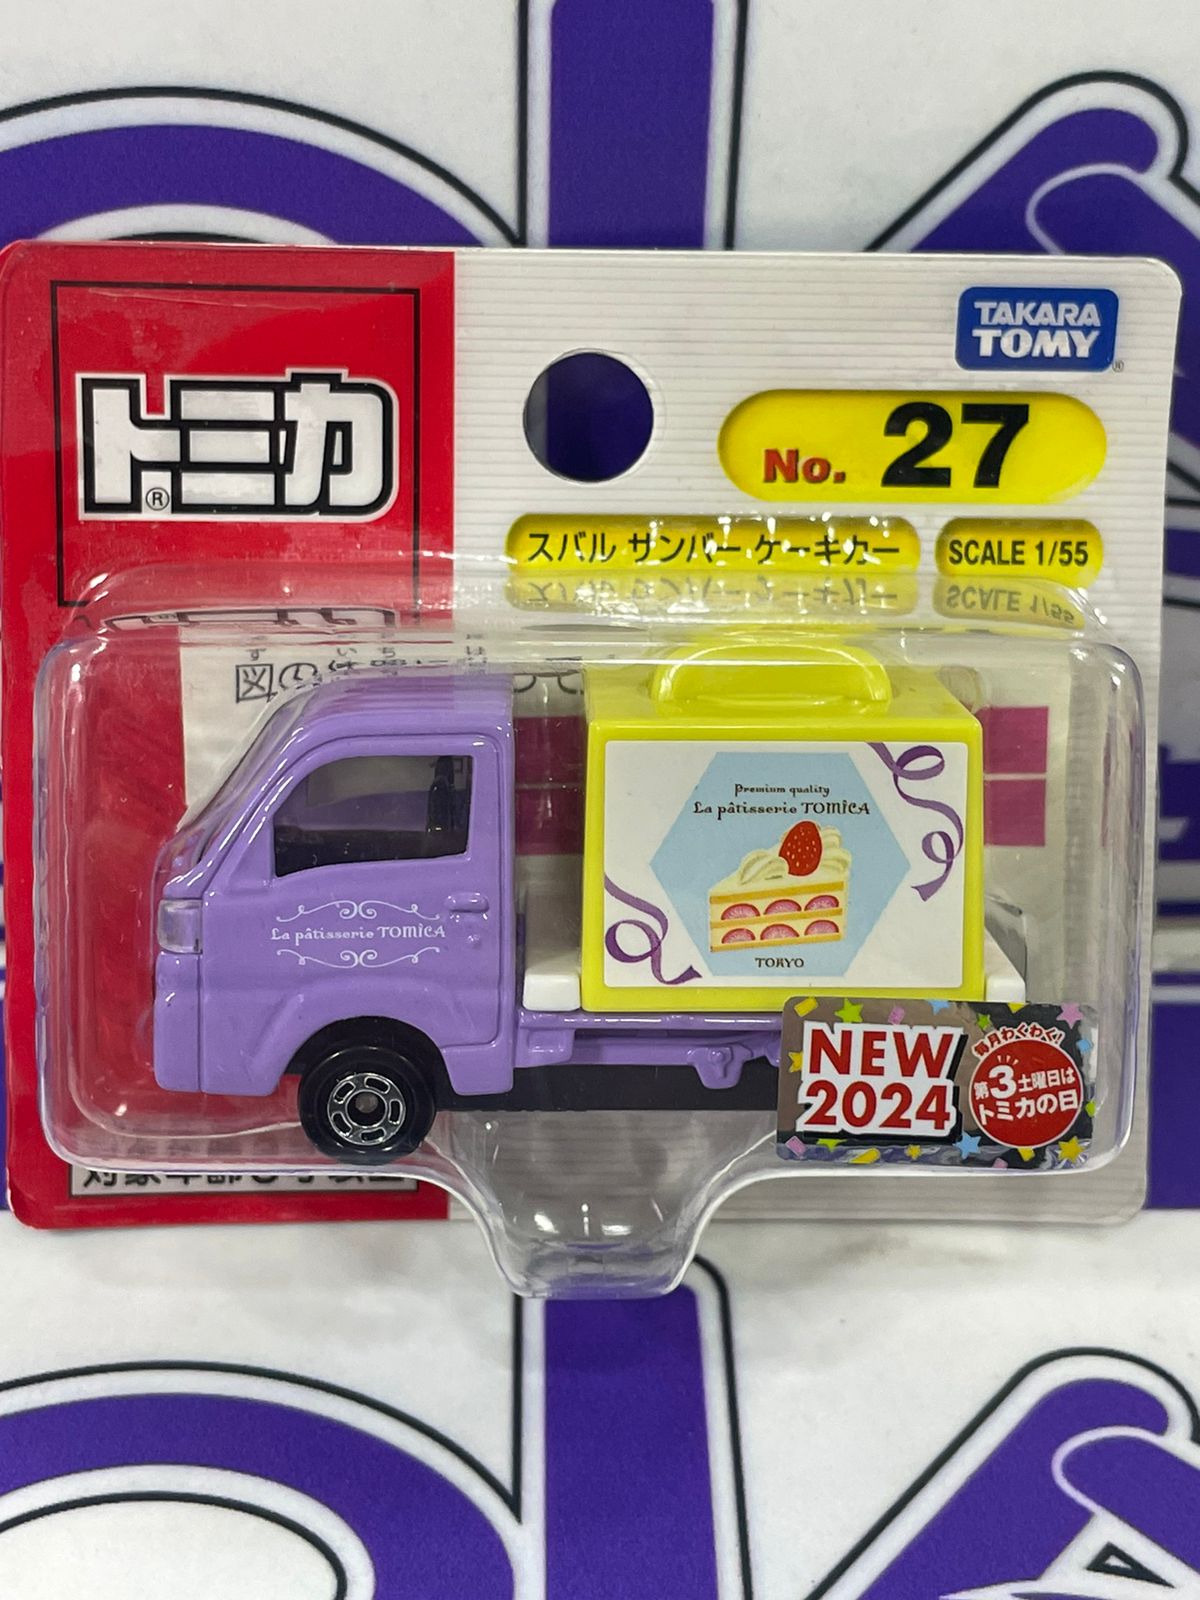 TAKARA
TOMY®
トミカ®
No. 27
スバル サンバー ケーキカー
SCALE 1/55
Premium quality
La pâtisserie TOMICA
TOKYO
La pâtisserie TOMICA
NEW
2024
毎月わくわく!
第3土曜日は
トミカの日